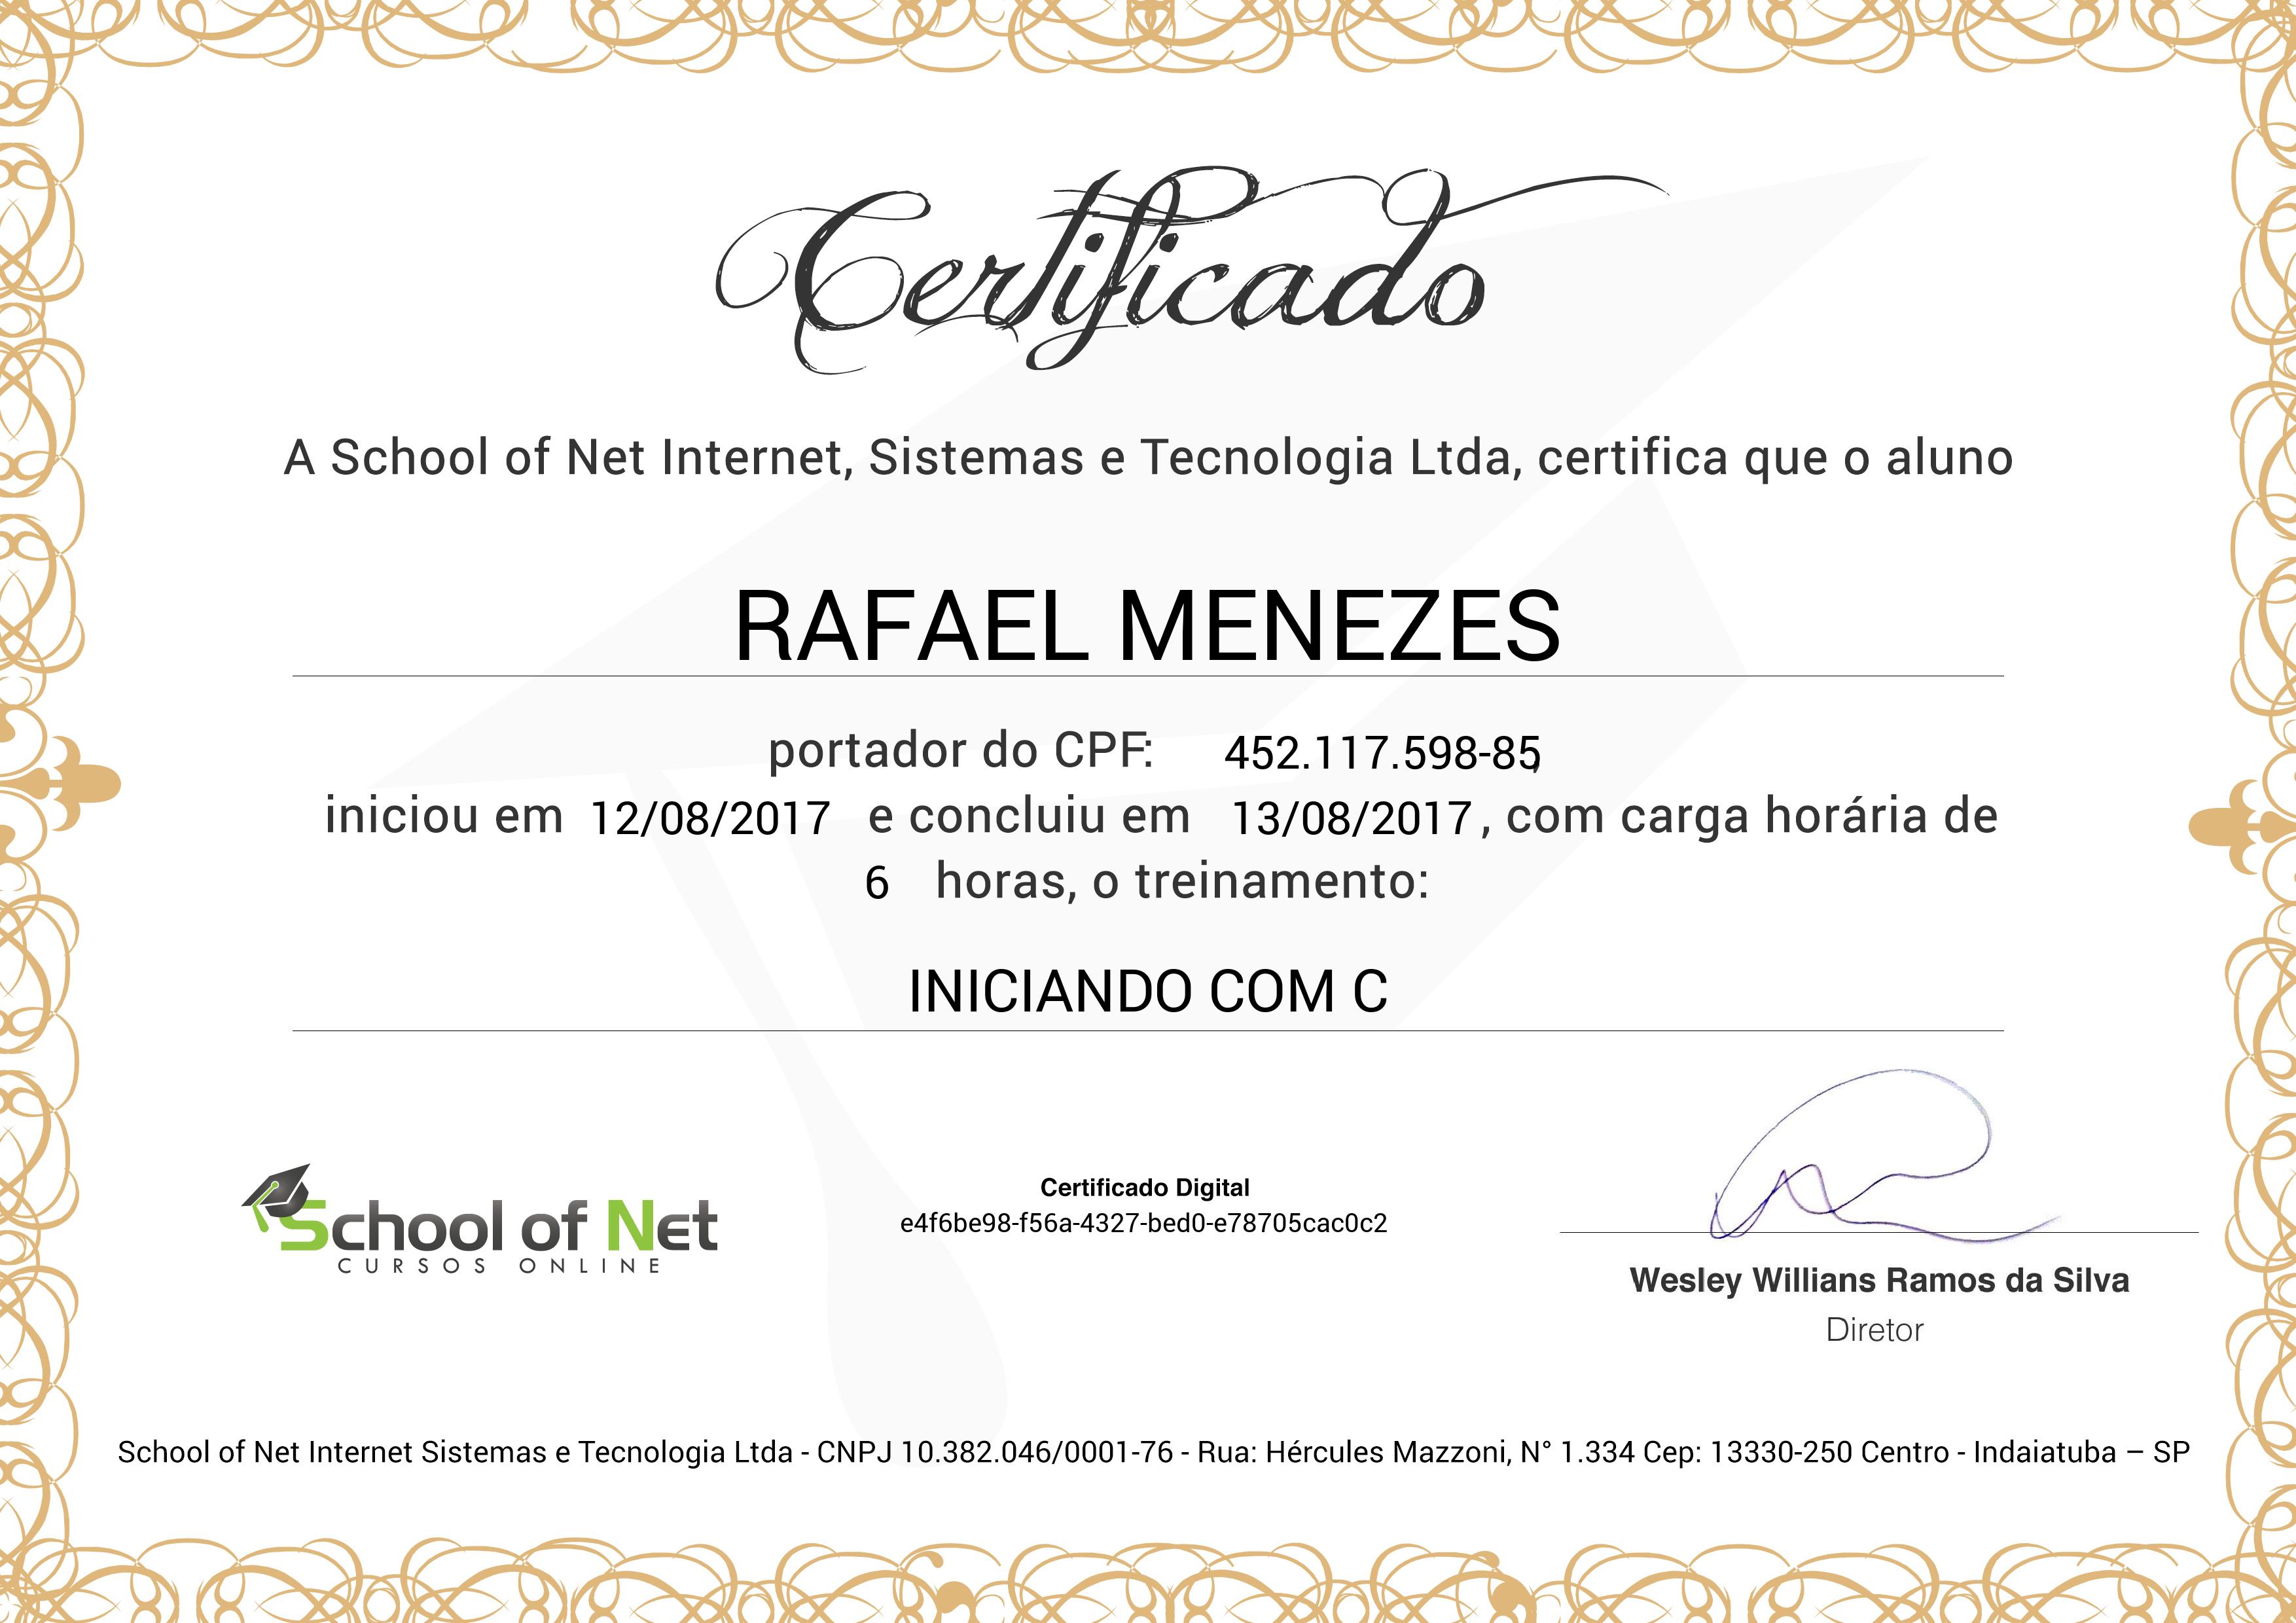 Certificado
A School of Net Internet, Sistemas e Tecnologia Ltda, certifica que o aluno
RAFAEL MENEZES
portador do CPF: 452.117.598-85,
iniciou em 12/08/2017 e concluiu em 13/08/2017, com carga horária de
6 horas, o treinamento:
INICIANDO COM C
School of Net
CURSOS ONLINE
Certificado Digital
e4f6be98-f56a-4327-bed0-e78705cac0c2
Wesley Willians Ramos da Silva
Diretor
School of Net Internet Sistemas e Tecnologia Ltda - CNPJ 10.382.046/0001-76 - Rua: Hércules Mazzoni, N° 1.334 Cep: 13330-250 Centro - Indaiatuba – SP